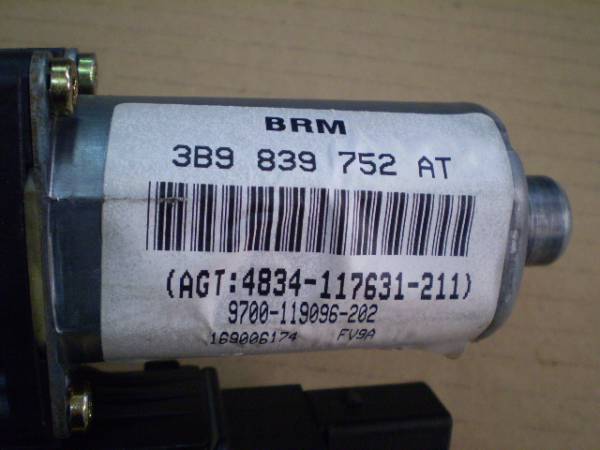 BRM
3B9 839 752 AT
(AGT:4834-117631-211)
9700-119096-202
169006174 FV9A